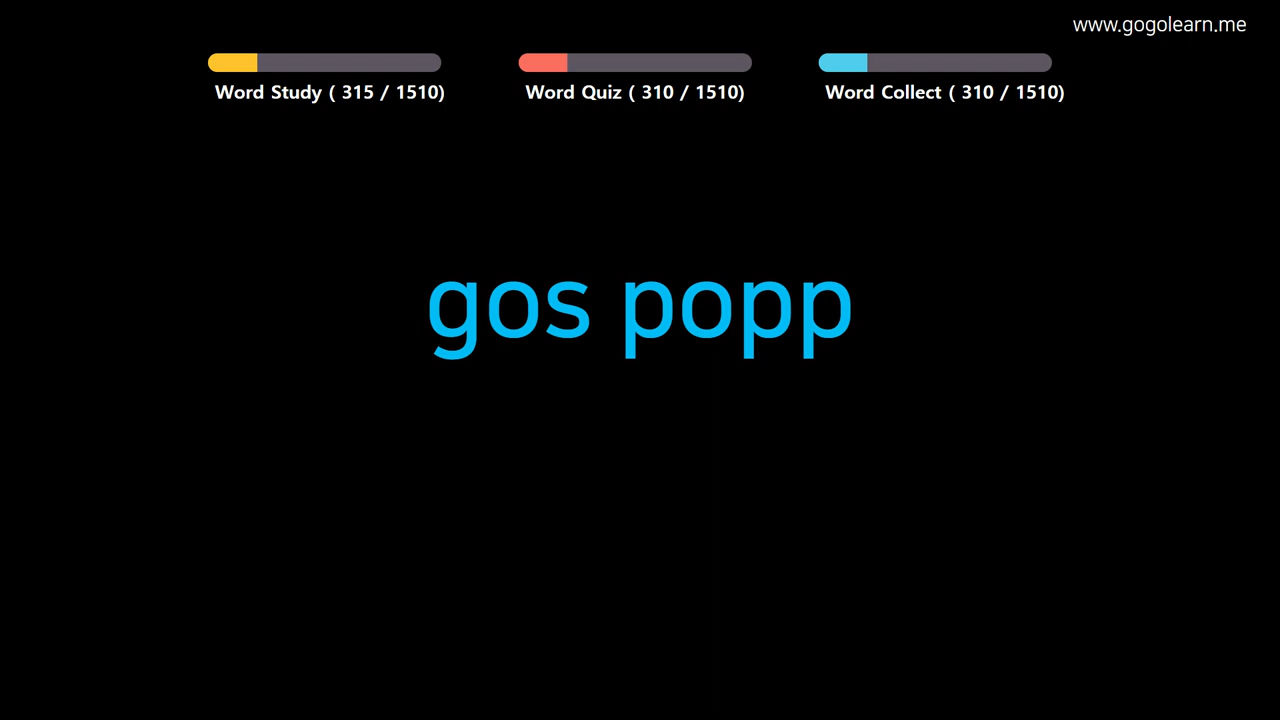 www.gogolearn.me
Word Study ( 315 / 1510)
Word Quiz ( 310 / 1510)
Word Collect ( 310 / 1510)
gos popp